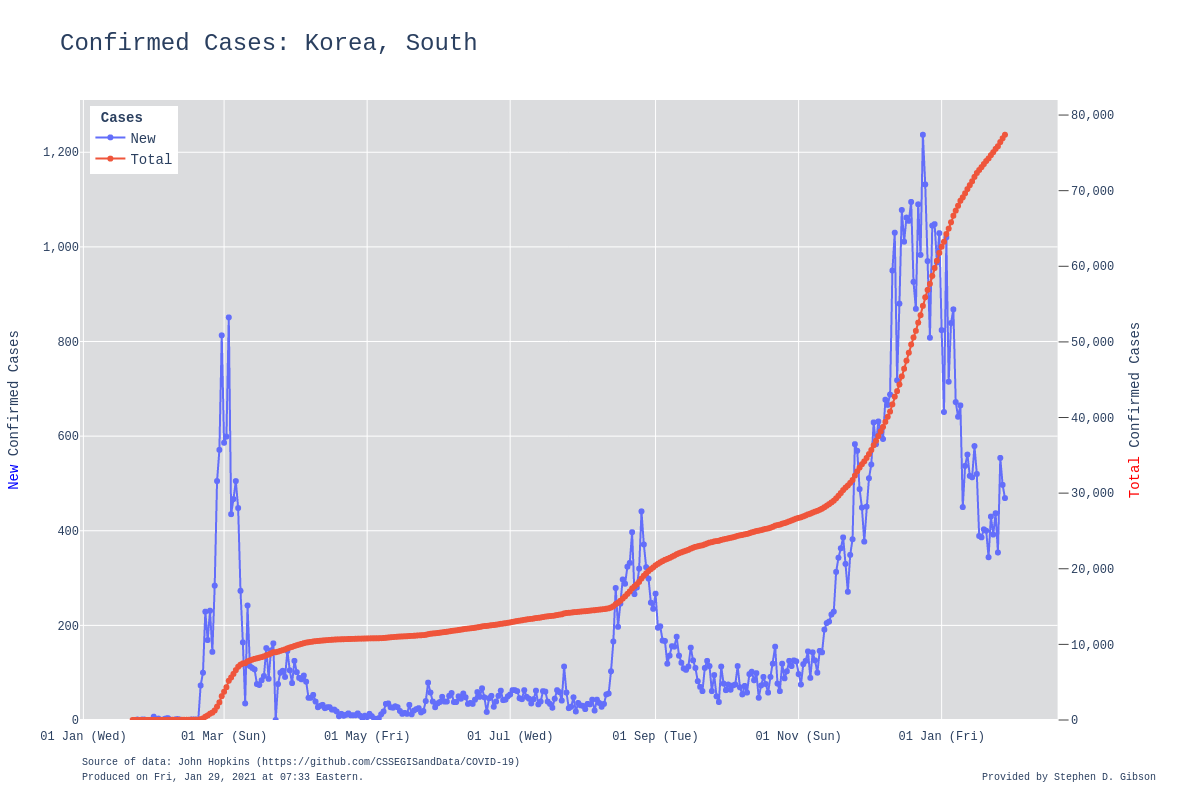 Confirmed Cases: Korea, South
Cases
New
Total
1,200
1,000
800
600
400
200
0
80,000
70,000
60,000
50,000
40,000
30,000
20,000
10,000
0
New Confirmed Cases
Total Confirmed Cases
01 Jan (Wed) 01 Mar (Sun) 01 May (Fri) 01 Jul (Wed) 01 Sep (Tue) 01 Nov (Sun) 01 Jan (Fri)
Source of data: John Hopkins (https://github.com/CSSEGISandData/COVID-19)
Produced on Fri, Jan 29, 2021 at 07:33 Eastern.
Provided by Stephen D. Gibson